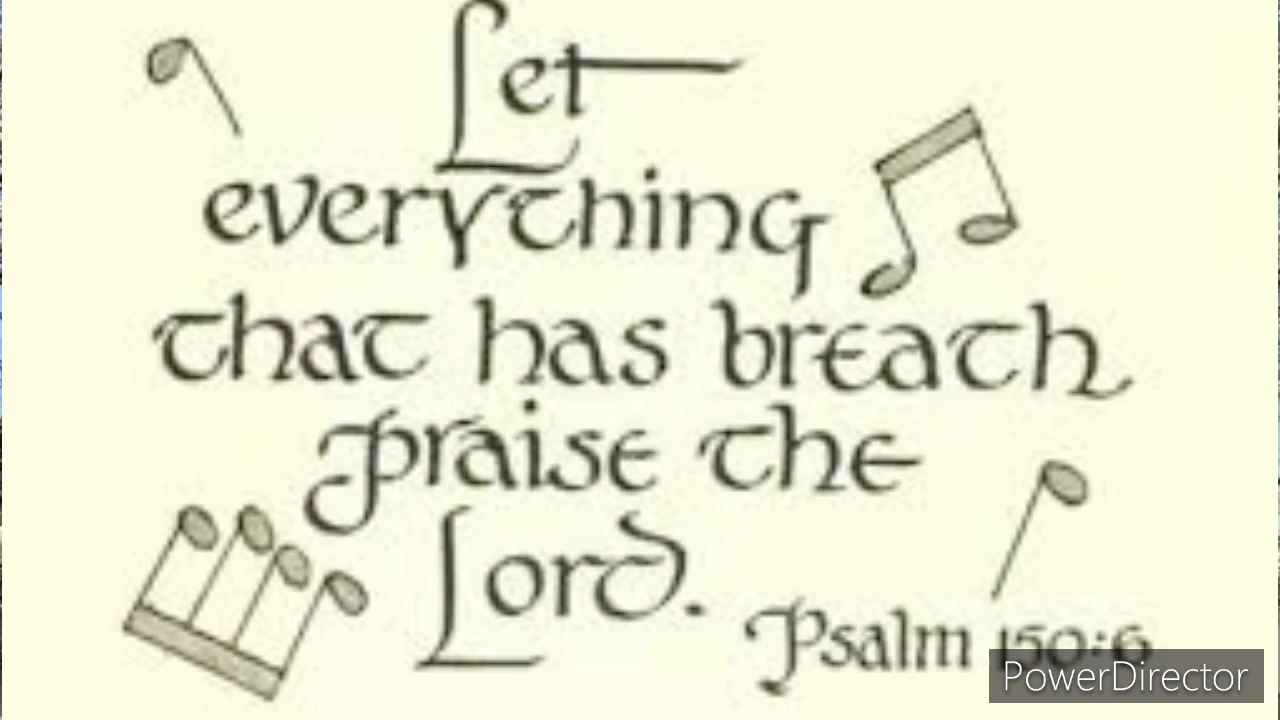 Let
everything
that has breath
praise the
Lord.
Psalm 150:6
PowerDirector